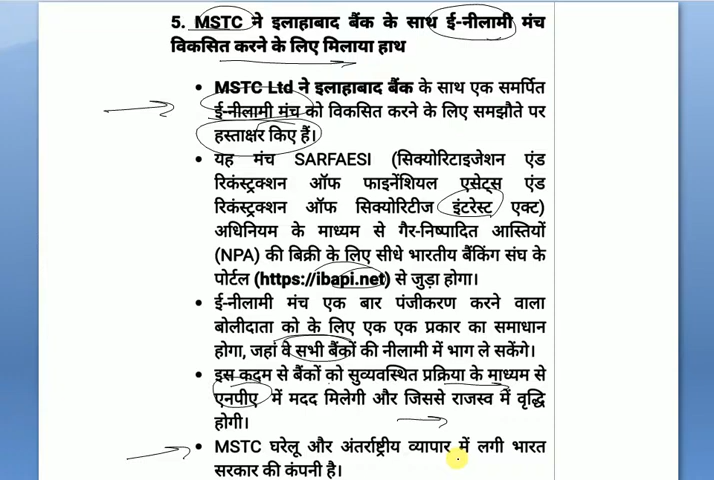 5. MSTC ने इलाहाबाद बैंक के साथ ई-नीलामी मंच
विकसित करने के लिए मिलाया हाथ
• MSTC Ltd ने इलाहाबाद बैंक के साथ एक समर्पित
ई-नीलामी मंच को विकसित करने के लिए समझौते पर
हस्ताक्षर किए हैं।
• यह मंच SARFAESI (सिक्योरिटाइजेशन एंड
रिकंस्ट्रक्शन ऑफ फाइनेंशियल एसेट्स एंड
रिकंस्ट्रक्शन ऑफ सिक्योरिटीज इंटरेस्ट एक्ट)
अधिनियम के माध्यम से गैर-निष्पादित आस्तियों
(NPA) की बिक्री के लिए सीधे भारतीय बैंकिंग संघ के
पोर्टल (https://ibapi.net) से जुड़ा होगा।
• ई-नीलामी मंच एक बार पंजीकरण करने वाला
बोलीदाता को के लिए एक एक प्रकार का समाधान
होगा, जहां वे सभी बैंकों की नीलामी में भाग ले सकेंगे।
• इस कदम से बैंकों को सुव्यवस्थित प्रक्रिया के माध्यम से
एनपीए में मदद मिलेगी और जिससे राजस्व में वृद्धि
होगी।
• MSTC घरेलू और अंतर्राष्ट्रीय व्यापार में लगी भारत
सरकार की कंपनी है।